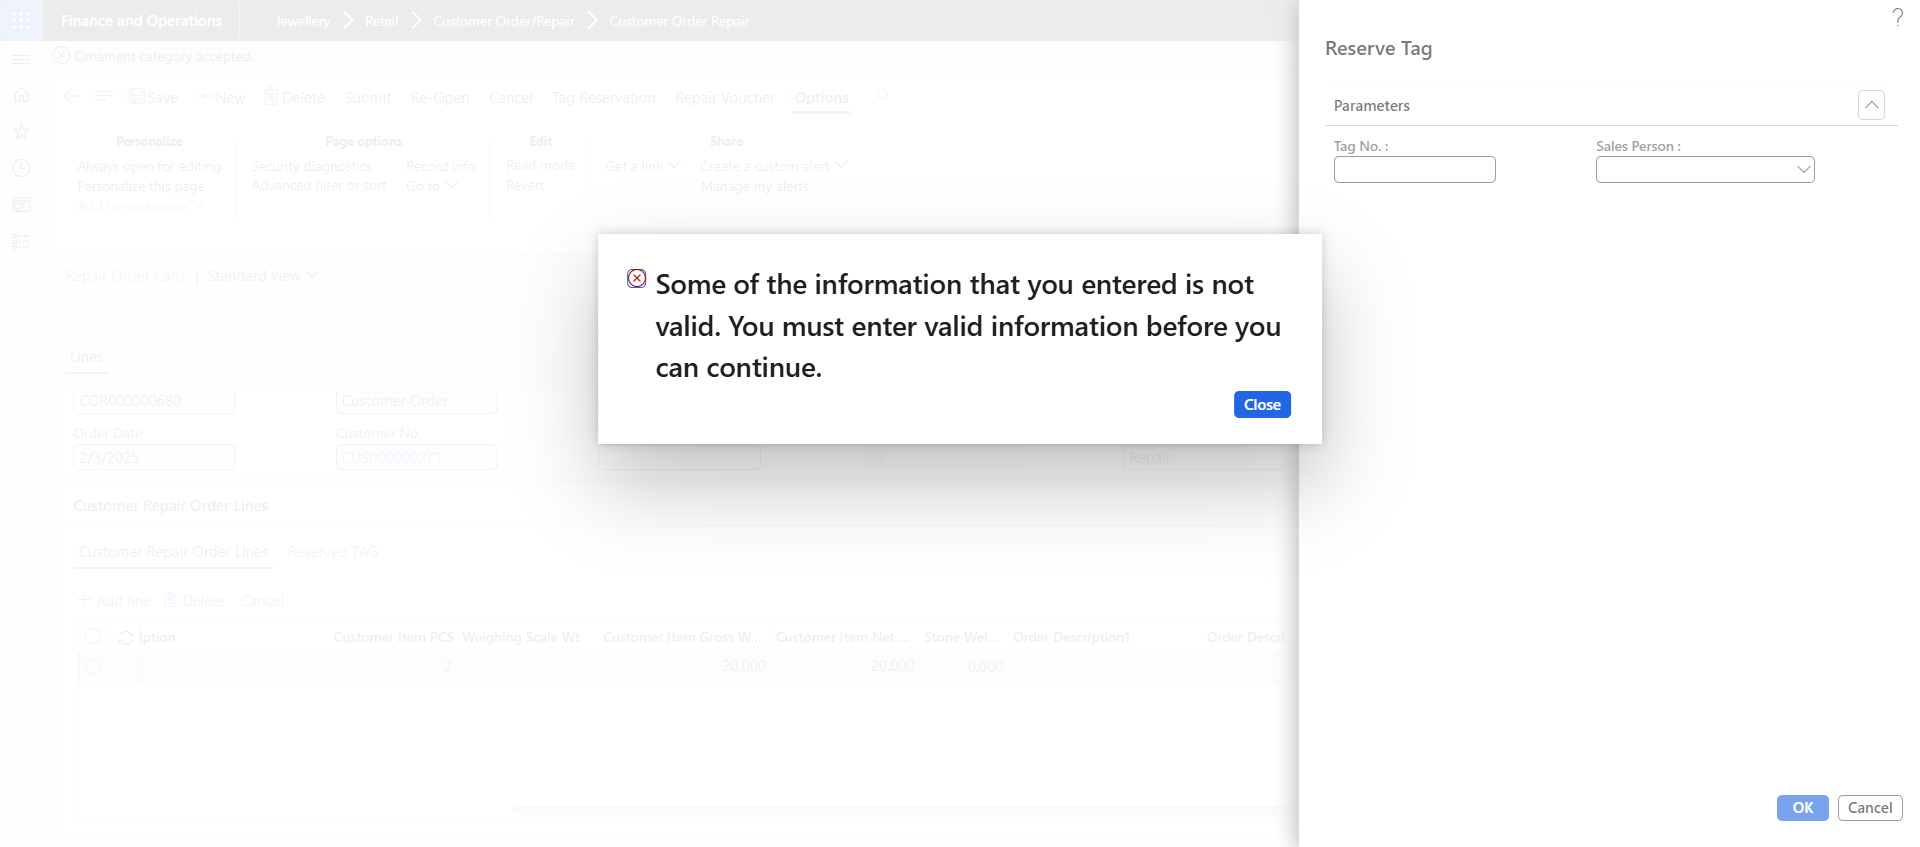 Finance and Operations
Jewellery
Retail
Customer Order/Repair
Customer Order Repair
?
Ornament category accepted.
Reserve Tag
Save
New
Delete
Submit
Re-Open
Cancel
Tag Reservation
Repair Voucher
Options
Parameters
Personalize
Always open for editing
Personalize this page
Add to workspace
Page options
Security diagnostics
Advanced filter or sort
Record info
Go to
Edit
Read mode
Revert
Get a link
Share
Create a custom alert
Manage my alerts
Tag No. :
Sales Person :
Some of the information that you entered is not
valid. You must enter valid information before you
can continue.
Close
Repair Order Card | Standard view
Lines
COR000000680
Customer Order
Order Date
2/3/2025
Customer No.
CUS000000271
SG
Repair
Customer Repair Order Lines
Customer Repair Order Lines
Reserved TAG
Add line
Delete
Cancel
iption
Customer Item PCS
Weighing Scale Wt
Customer Item Gross W...
Customer Item Net ...
Stone Wei...
Order Description1
Order Descri...
2
20.000
20.000
0.000
OK
Cancel